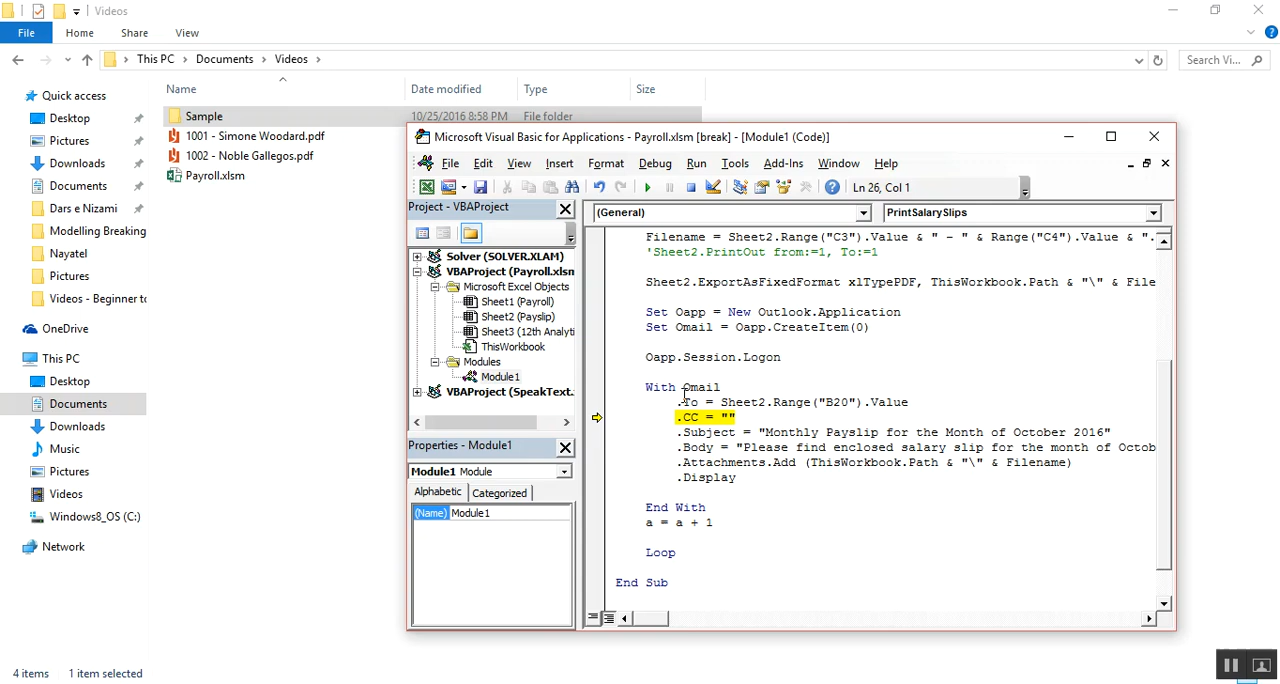 Videos
File Home Share View
This PC > Documents > Videos >
Search Vi...
Name Date modified Type Size
Quick access
Desktop
Pictures
Downloads
Documents
Dars e Nizami
Modelling Breaking
Nayatel
Pictures
Videos - Beginner to
OneDrive
This PC
Desktop
Documents
Downloads
Music
Pictures
Videos
Windows8_OS (C:)
Network
Sample 10/25/2016 8:58 PM File folder
1001 - Simone Woodard.pdf
1002 - Noble Gallegos.pdf
Payroll.xlsm
Microsoft Visual Basic for Applications - Payroll.xlsm [break] - [Module1 (Code)]
File Edit View Insert Format Debug Run Tools Add-Ins Window Help
Ln 26, Col 1
Project - VBAProject
Solver (SOLVER.XLAM)
VBAProject (Payroll.xlsm
Microsoft Excel Objects
Sheet1 (Payroll)
Sheet2 (Payslip)
Sheet3 (12th Analyti
ThisWorkbook
Modules
Module1
VBAProject (SpeakText.
Properties - Module1
Module1 Module
Alphabetic Categorized
(Name) Module1
(General) PrintSalarySlips
Filename = Sheet2.Range("C3").Value & " - " & Range("C4").Value & ".
'Sheet2.PrintOut from:=1, To:=1
Sheet2.ExportAsFixedFormat xlTypePDF, ThisWorkbook.Path & "\" & File
Set Oapp = New Outlook.Application
Set Omail = Oapp.CreateItem(0)
Oapp.Session.Logon
With Omail
.To = Sheet2.Range("B20").Value
.CC = ""
.Subject = "Monthly Payslip for the Month of October 2016"
.Body = "Please find enclosed salary slip for the month of Octob
.Attachments.Add (ThisWorkbook.Path & "\" & Filename)
.Display
End With
a = a + 1
Loop
End Sub
4 items 1 item selected